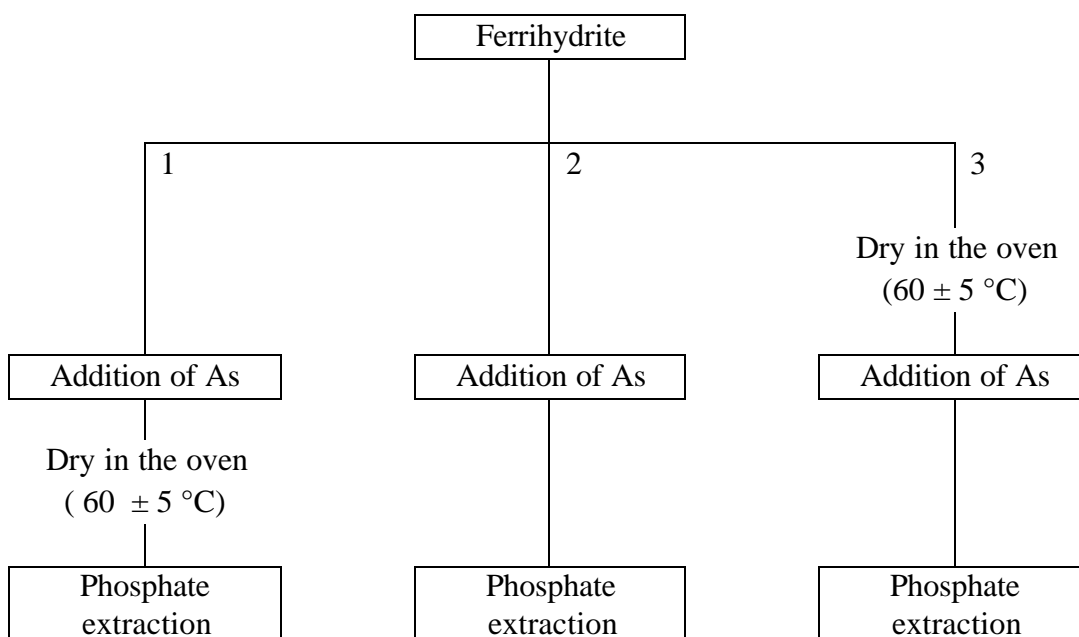 Ferrihydrite
1
2
3
Dry in the oven
(60 ± 5 °C)
Addition of As
Addition of As
Addition of As
Dry in the oven
( 60 ± 5 °C)
Phosphate
extraction
Phosphate
extraction
Phosphate
extraction